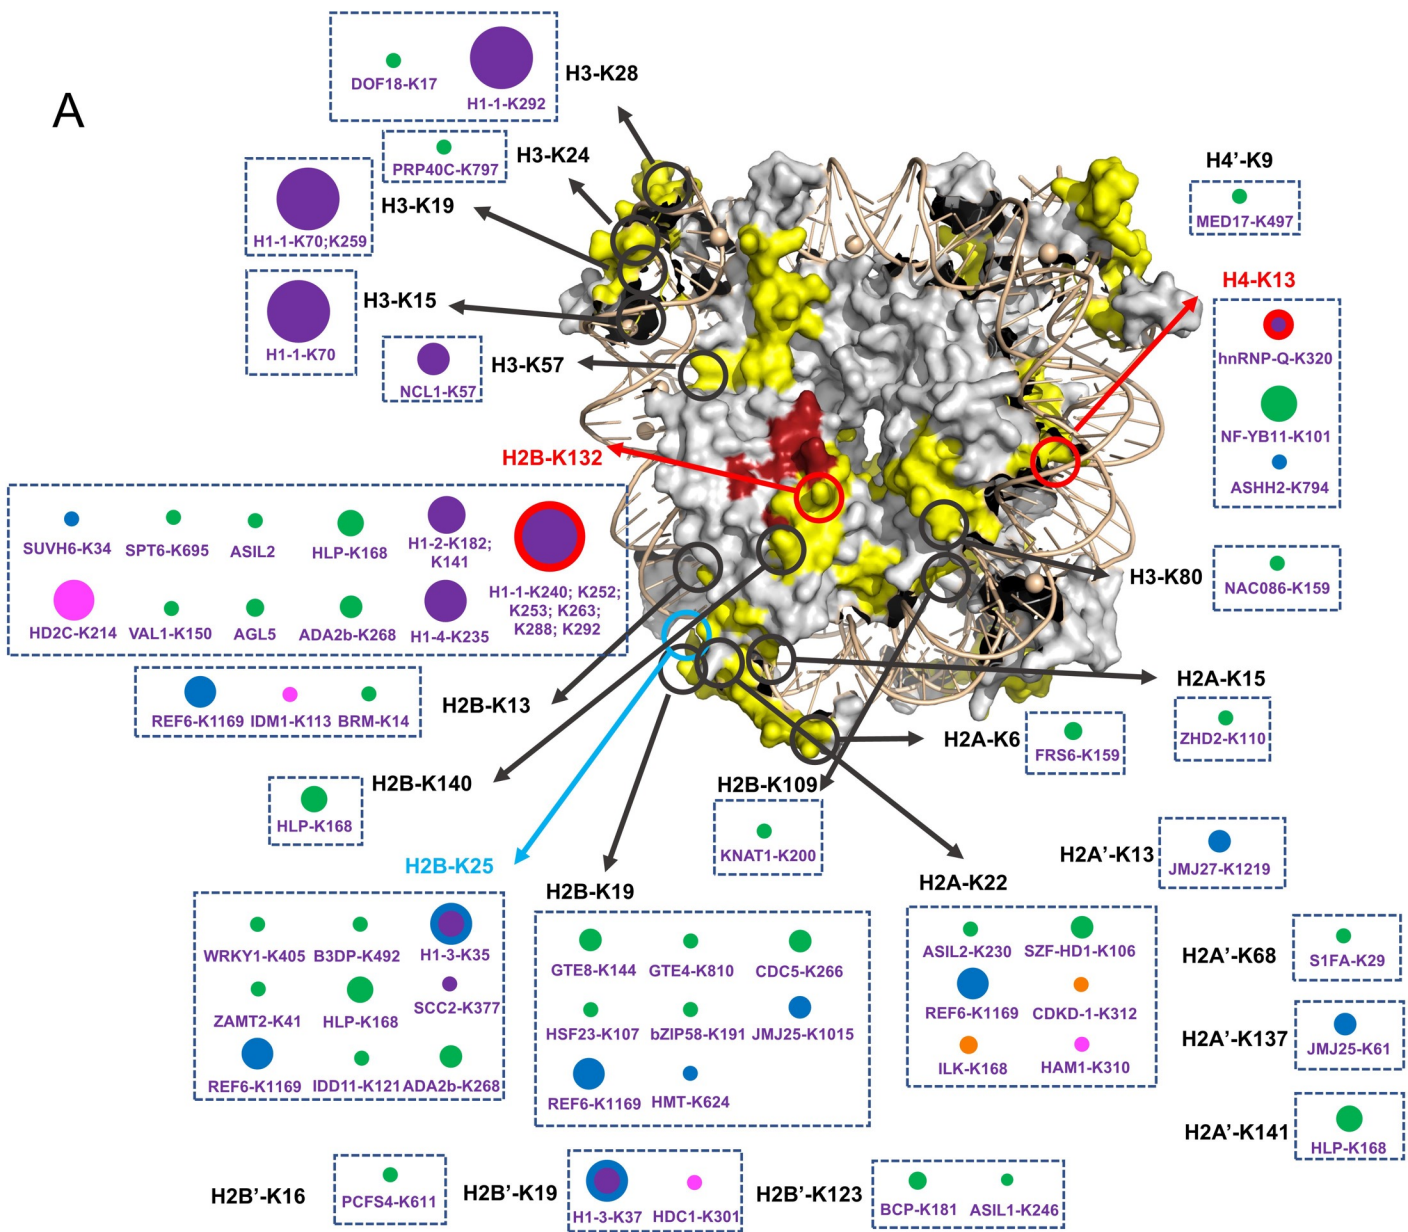 A
DOF18-K17
H1-1-K292
H3-K28
PRP40C-K797
H3-K24
H1-1-K70;K259
H3-K19
H1-1-K70
H3-K15
NCL1-K57
H3-K57
H4’-K9
MED17-K497
H4-K13
hnRNP-Q-K320
NF-YB11-K101
ASHH2-K794
H2B-K132
SUVH6-K34
SPT6-K695
ASIL2
HLP-K168
H1-2-K182;
K141
HD2C-K214
VAL1-K150
AGL5
ADA2b-K268
H1-4-K235
H1-1-K240; K252;
K253; K263;
K288; K292
H3-K80
NAC086-K159
REF6-K1169
IDM1-K113
BRM-K14
H2B-K13
H2A-K15
ZHD2-K110
H2A-K6
FRS6-K159
H2B-K140
HLP-K168
H2B-K109
KNAT1-K200
H2A’-K13
JMJ27-K1219
H2B-K25
WRKY1-K405
B3DP-K492
H1-3-K35
ZAMT2-K41
HLP-K168
SCC2-K377
REF6-K1169
IDD11-K121
ADA2b-K268
H2B-K19
GTE8-K144
GTE4-K810
CDC5-K266
HSF23-K107
bZIP58-K191
JMJ25-K1015
REF6-K1169
HMT-K624
H2A-K22
ASIL2-K230
SZF-HD1-K106
REF6-K1169
CDKD-1-K312
ILK-K168
HAM1-K310
H2A’-K68
S1FA-K29
H2A’-K137
JMJ25-K61
H2A’-K141
HLP-K168
H2B’-K16
PCFS4-K611
H2B’-K19
H1-3-K37
HDC1-K301
H2B’-K123
BCP-K181
ASIL1-K246